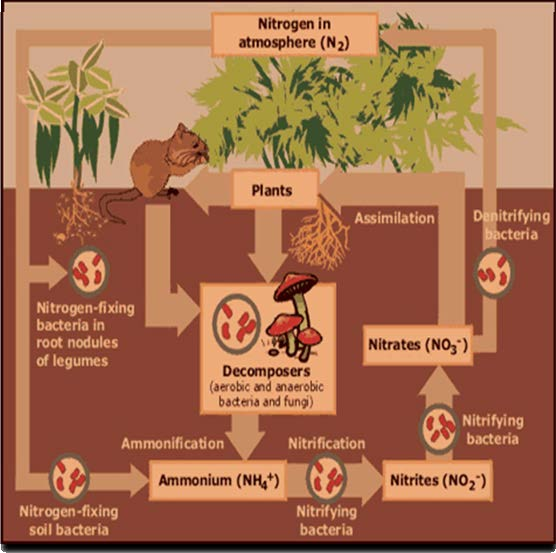 Nitrogen in
atmosphere (N₂)
Plants
Assimilation
Denitrifying
bacteria
Nitrogen-fixing
bacteria in
root nodules
of legumes
Decomposers
(aerobic and anaerobic
bacteria and fungi)
Nitrates (NO₃⁻)
Ammonification
Nitrification
Nitrifying
bacteria
Ammonium (NH₄⁺)
Nitrites (NO₂⁻)
Nitrogen-fixing
soil bacteria
Nitrifying
bacteria